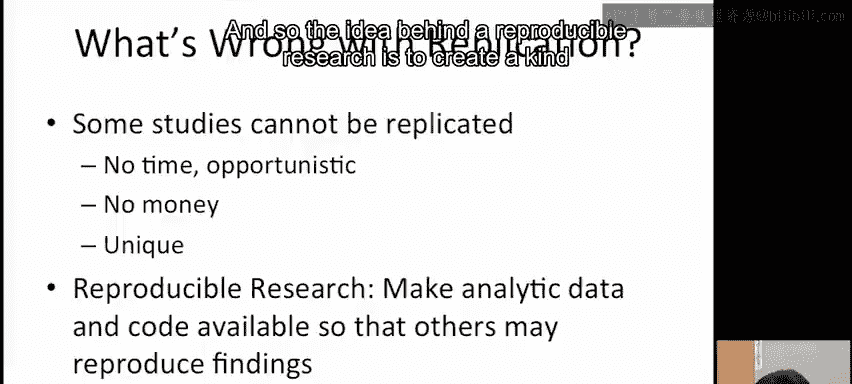 And so the idea behind a reproducible
research is to create a kind
What's Wrong with Replication?
• Some studies cannot be replicated
– No time, opportunistic
– No money
– Unique
• Reproducible Research: Make analytic data
and code available so that others may
reproduce findings